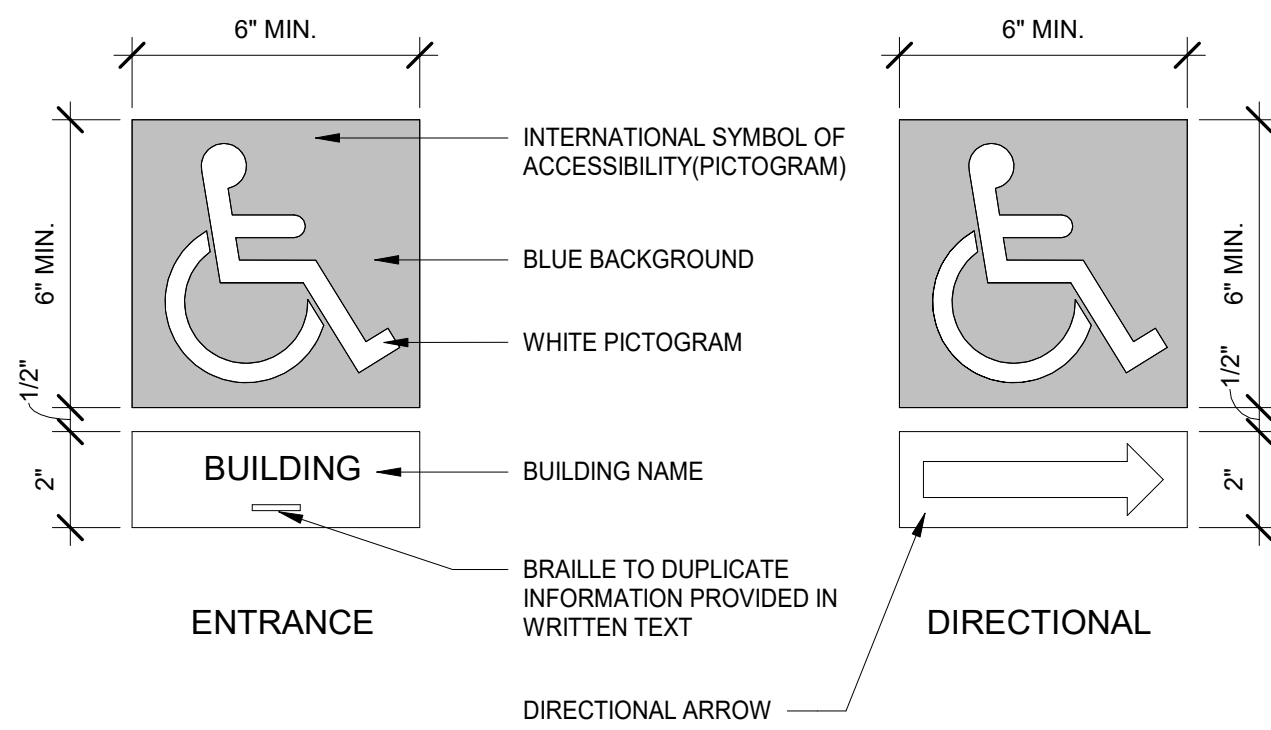 6" MIN.
6" MIN.
INTERNATIONAL SYMBOL OF
ACCESSIBILITY(PICTOGRAM)
BLUE BACKGROUND
6" MIN.
6" MIN.
WHITE PICTOGRAM
1/2"
1/2"
BUILDING
BUILDING NAME
2"
2"
BRAILLE TO DUPLICATE
INFORMATION PROVIDED IN
WRITTEN TEXT
ENTRANCE
DIRECTIONAL
DIRECTIONAL ARROW